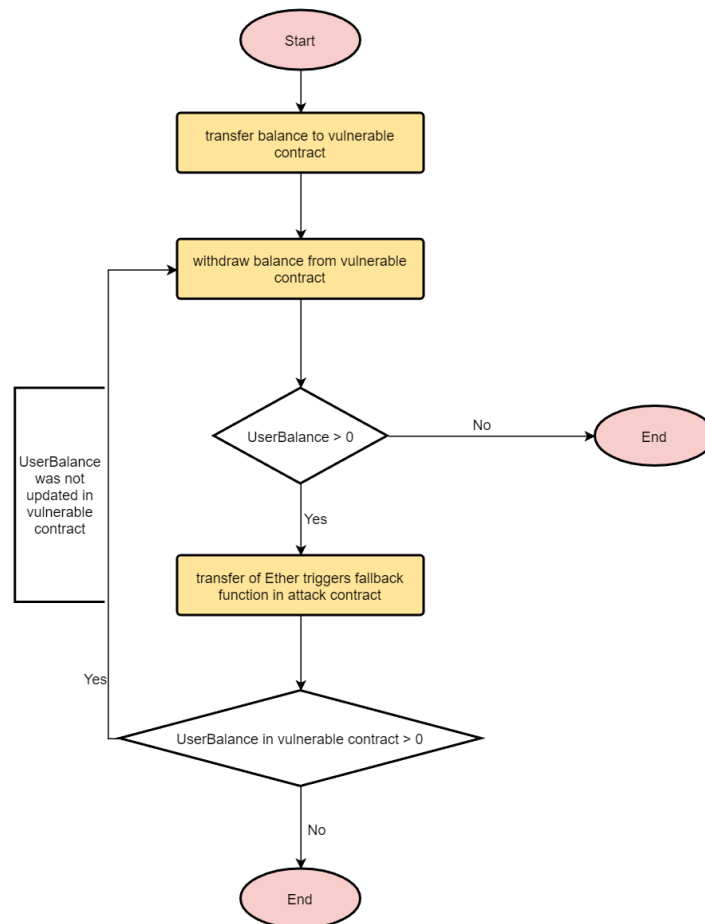 Start
transfer balance to vulnerable
contract
withdraw balance from vulnerable
contract
UserBalance > 0
No
End
Yes
UserBalance
was not
updated in
vulnerable
contract
transfer of Ether triggers fallback
function in attack contract
Yes
UserBalance in vulnerable contract > 0
No
End